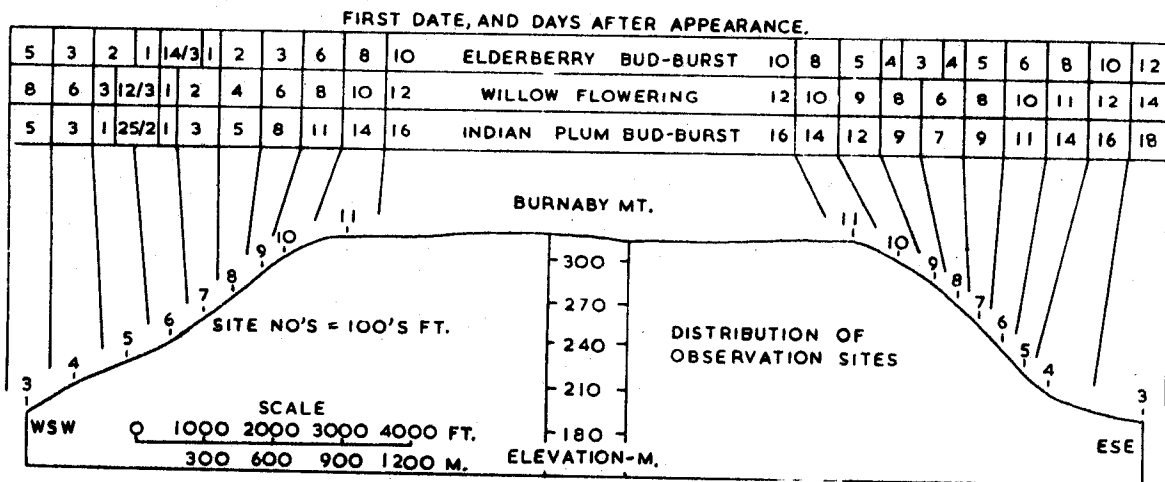 FIRST DATE, AND DAYS AFTER APPEARANCE.
5 3 2 1 14/3 1 2 3 6 8 10 ELDERBERRY BUD-BURST 10 8 5 4 3 4 5 6 8 10 12
8 6 3 12/3 1 2 4 6 8 10 12 WILLOW FLOWERING 12 10 9 8 6 8 10 11 12 14
5 3 1 25/2 1 3 5 8 11 14 16 INDIAN PLUM BUD-BURST 16 14 12 9 7 9 11 14 16 18
BURNABY MT.
3 4 5 6 7 8 9 10 11
11 10 9 8 7 6 5 4 3
300
270
240
210
180
SITE NO'S = 100'S FT.
DISTRIBUTION OF
OBSERVATION SITES
WSW
SCALE
0 1000 2000 3000 4000 FT.
300 600 900 1200 M.
ELEVATION-M.
ESE